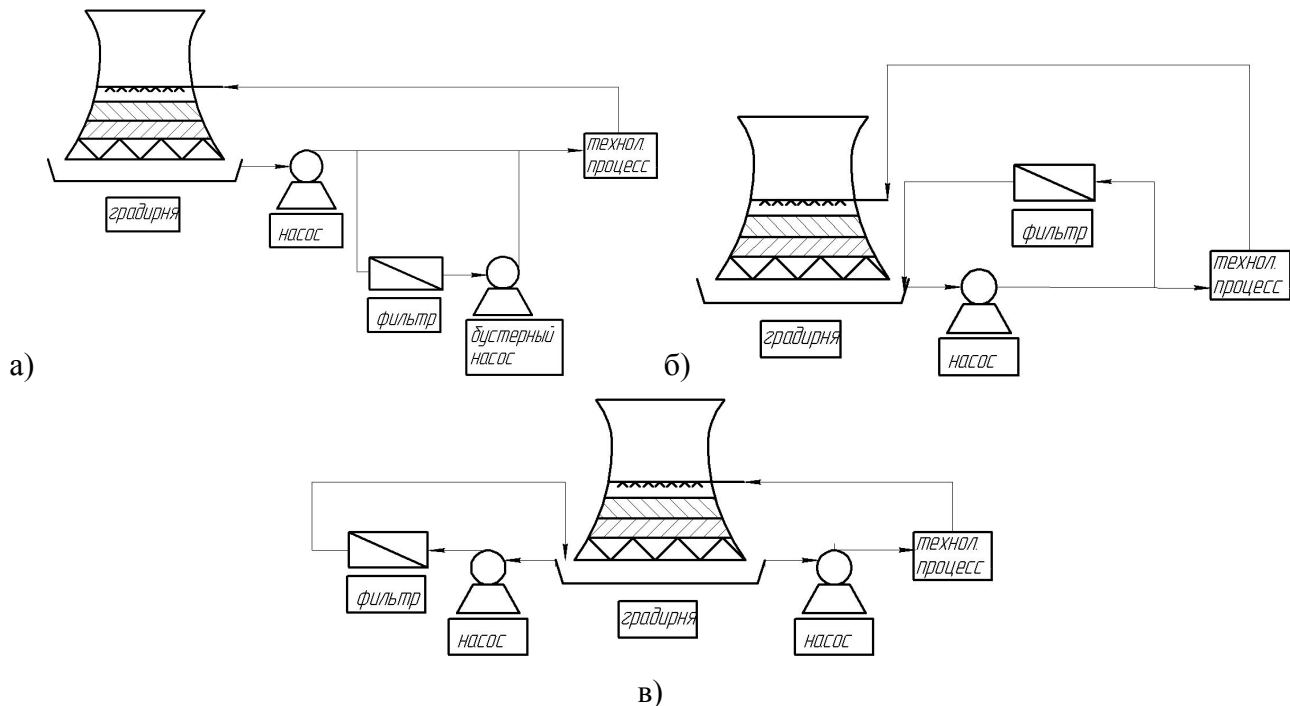 технол.
процесс
градирня
насос
фильтр
бустерный
насос
а)
фильтр
технол.
процесс
градирня
насос
б)
фильтр
насос
градирня
насос
технол.
процесс
в)